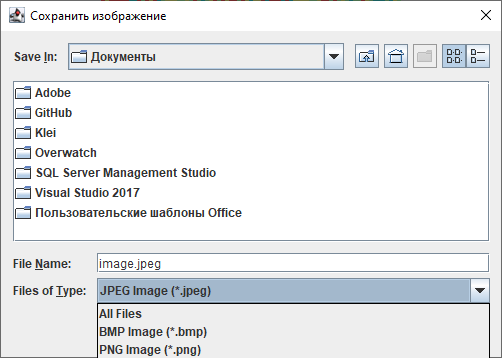 Сохранить изображение
Save In: Документы
Adobe
GitHub
Klei
Overwatch
SQL Server Management Studio
Visual Studio 2017
Пользовательские шаблоны Office
File Name: image.jpeg
Files of Type: JPEG Image (*.jpeg)
All Files
BMP Image (*.bmp)
PNG Image (*.png)